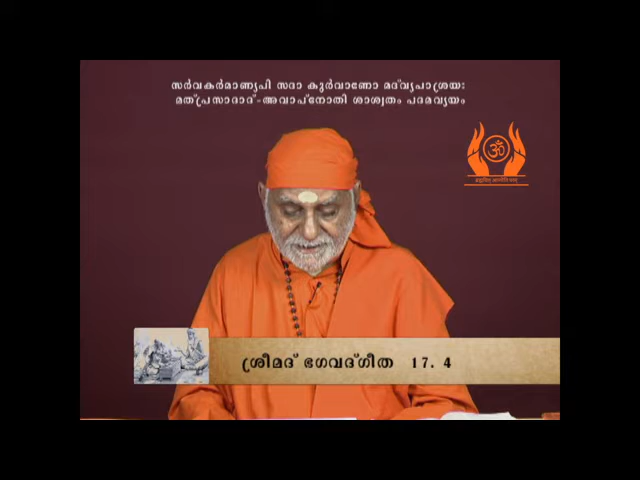 സർവകർമാണ്യപി സദാ കുർവാണോ മദ്‌വ്യപാശ്രയഃ
മത്പ്രസാദാദ്-അവാപ്നോതി ശാശ്വതം പദമവ്യയം
ॐ
ശ്രീമദ് ഭഗവദ്ഗീത 17. 4